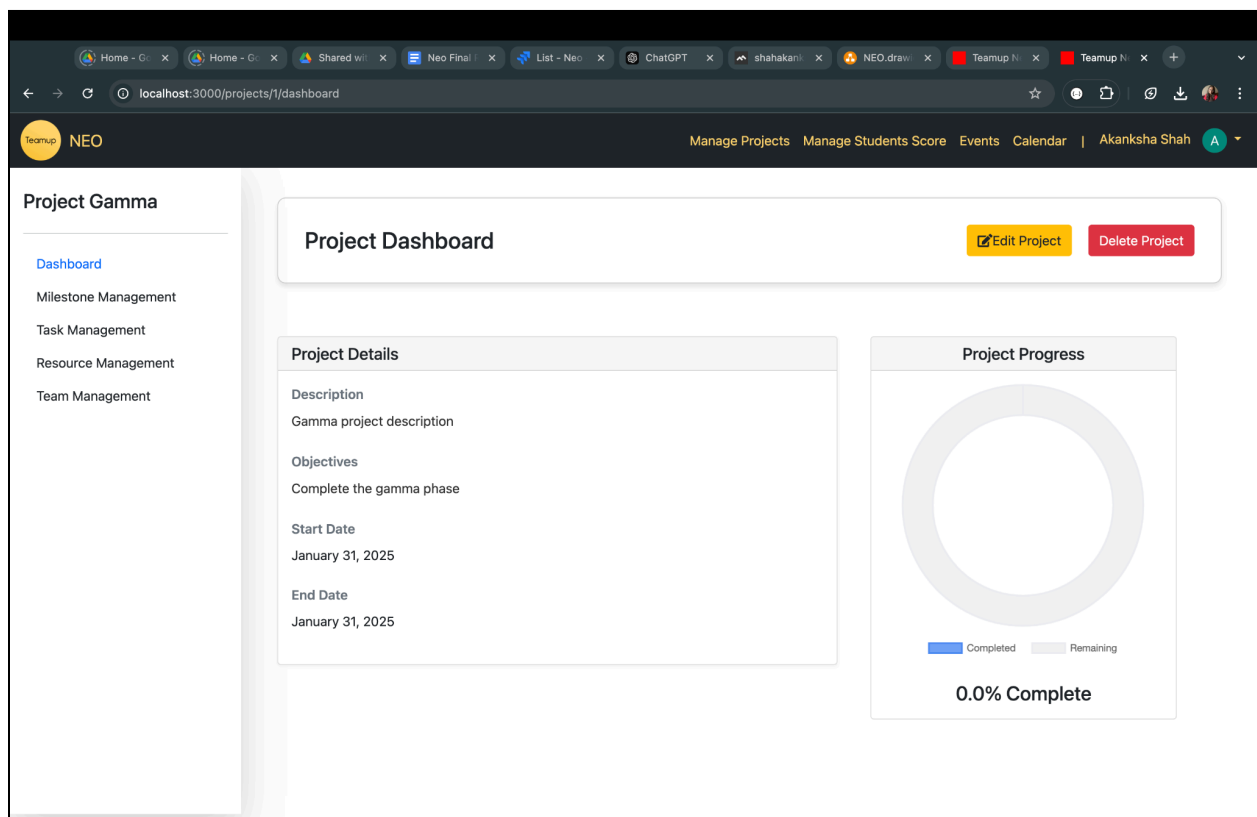 Home - Go
Home - Go
Shared wit
Neo Final
List - Neo
ChatGPT
shahakank
NEO.drawi
Teamup N
Teamup N
localhost:3000/projects/1/dashboard
Teamup
NEO
Manage Projects
Manage Students Score
Events
Calendar
|
Akanksha Shah
A
Project Gamma
Dashboard
Milestone Management
Task Management
Resource Management
Team Management
Project Dashboard
Edit Project
Delete Project
Project Details
Description
Gamma project description
Objectives
Complete the gamma phase
Start Date
January 31, 2025
End Date
January 31, 2025
Project Progress
Completed
Remaining
0.0% Complete